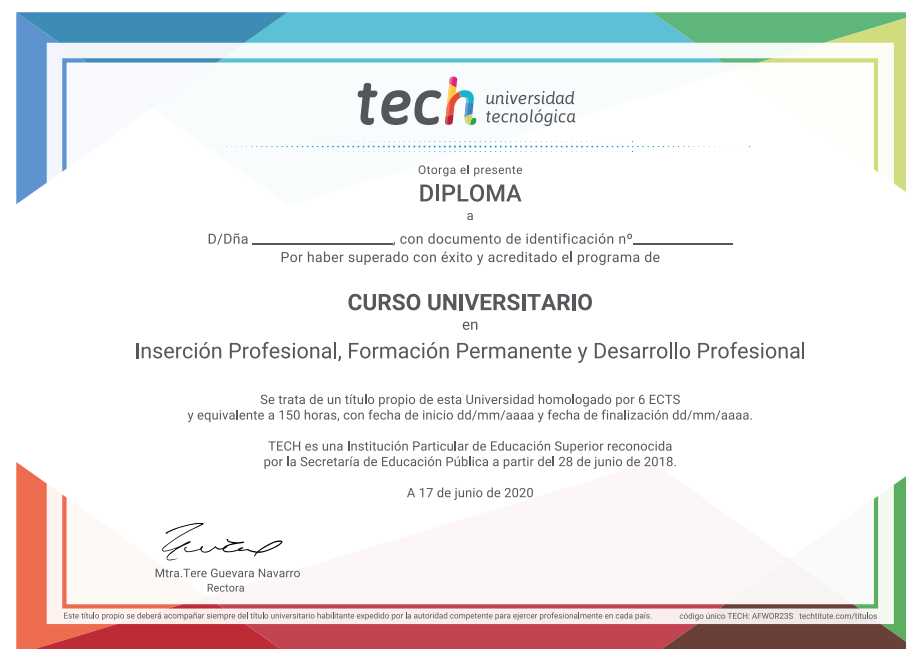 tech universidad
tecnológica
Otorga el presente
DIPLOMA
a
D/Dña ____________________, con documento de identificación nº______________
Por haber superado con éxito y acreditado el programa de
CURSO UNIVERSITARIO
en
Inserción Profesional, Formación Permanente y Desarrollo Profesional
Se trata de un título propio de esta Universidad homologado por 6 ECTS
y equivalente a 150 horas, con fecha de inicio dd/mm/aaaa y fecha de finalización dd/mm/aaaa.
TECH es una Institución Particular de Educación Superior reconocida
por la Secretaría de Educación Pública a partir del 28 de junio de 2018.
A 17 de junio de 2020
Mtra.Tere Guevara Navarro
Rectora
Este título propio se deberá acompañar siempre del título universitario habilitante expedido por la autoridad competente para ejercer profesionalmente en cada país. código único TECH: AFWOR23S techtitute.com/títulos